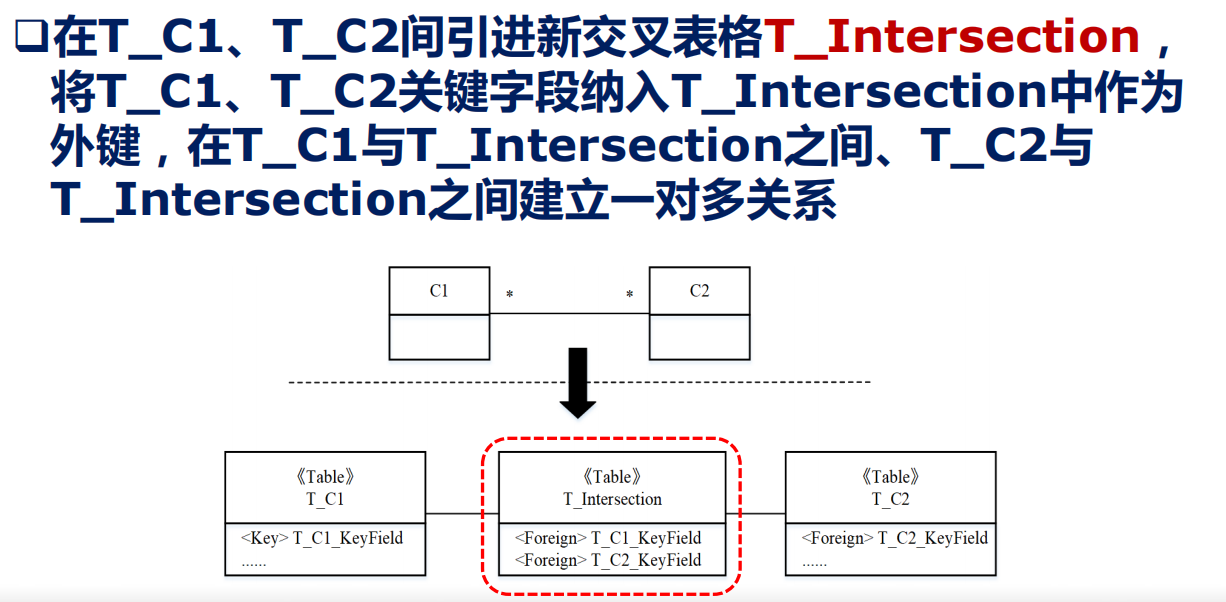 ❑在T_C1、T_C2间引进新交叉表格T_Intersection，
将T_C1、T_C2关键字段纳入T_Intersection中作为
外键，在T_C1与T_Intersection之间、T_C2与
T_Intersection之间建立一对多关系
C1 * * C2
《Table》 《Table》 《Table》
T_C1 T_Intersection T_C2
<Key> T_C1_KeyField <Foreign> T_C1_KeyField <Foreign> T_C2_KeyField
...... <Foreign> T_C2_KeyField ......